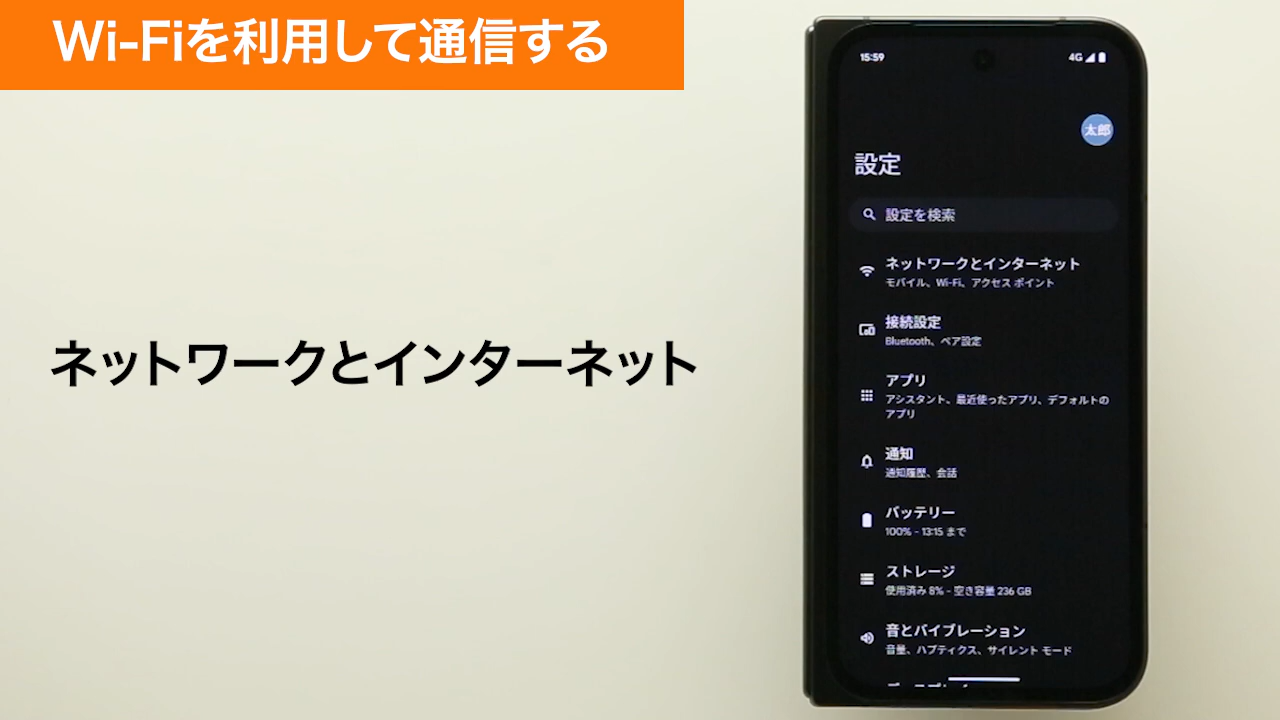 Wi-Fiを利用して通信する
ネットワークとインターネット
15:59
4G
太郎
設定
設定を検索
ネットワークとインターネット
モバイル、Wi-Fi、アクセス ポイント
接続設定
Bluetooth、ペア設定
アプリ
アシスタント、最近使ったアプリ、デフォルトの
アプリ
通知
通知履歴、会話
バッテリー
100% - 13:15 まで
ストレージ
使用済み 8% - 空き容量 236 GB
音とバイブレーション
音量、ハプティクス、サイレント モード